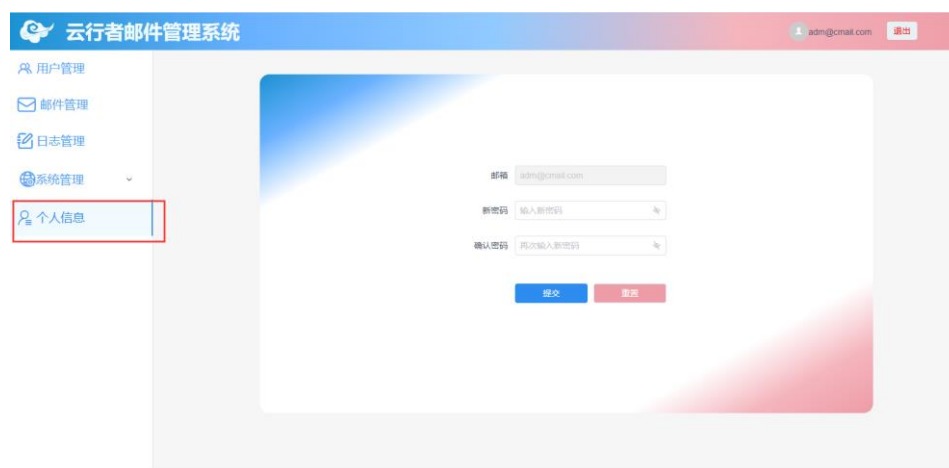 云行者邮件管理系统
adm@cmail.com 退出
用户管理
邮件管理
日志管理
系统管理
个人信息
邮箱 adm@cmail.com
新密码 输入新密码
确认密码 再次输入新密码
提交 重置